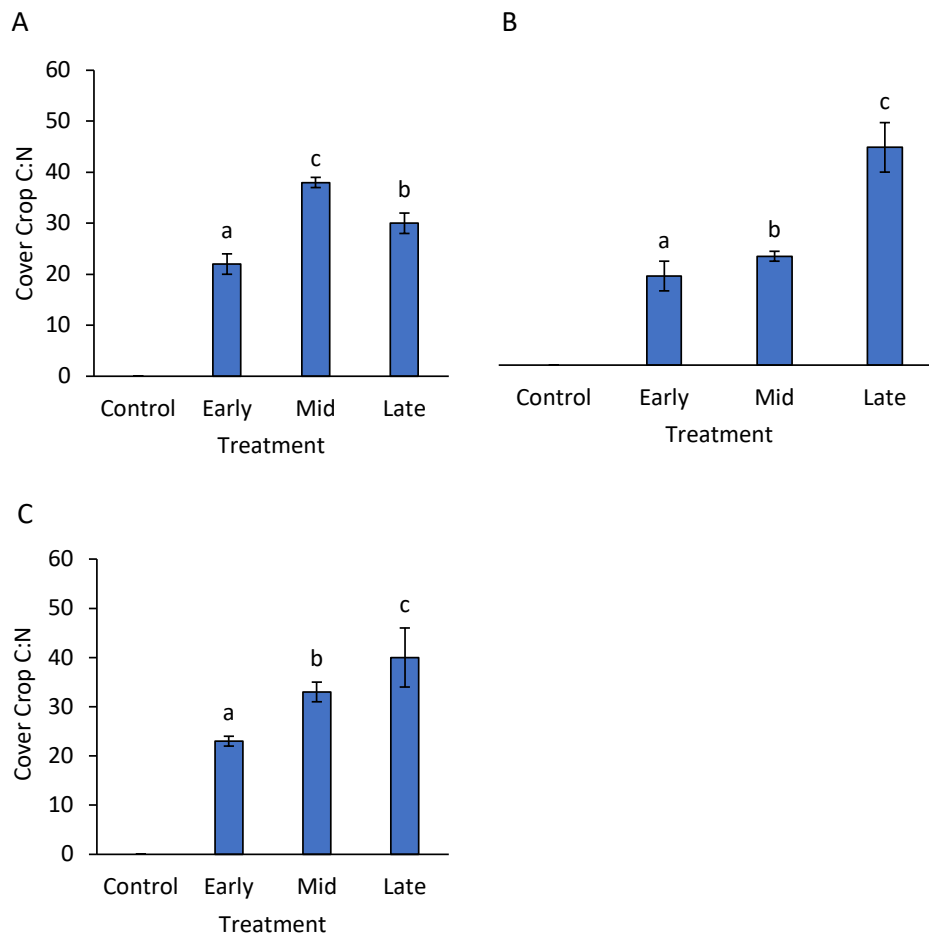 A
60
50
40
30
20
10
0
Cover Crop C:N
a
c
b
Control Early Mid Late
Treatment
B
a
b
c
Control Early Mid Late
Treatment
C
60
50
40
30
20
10
0
Cover Crop C:N
a
b
c
Control Early Mid Late
Treatment